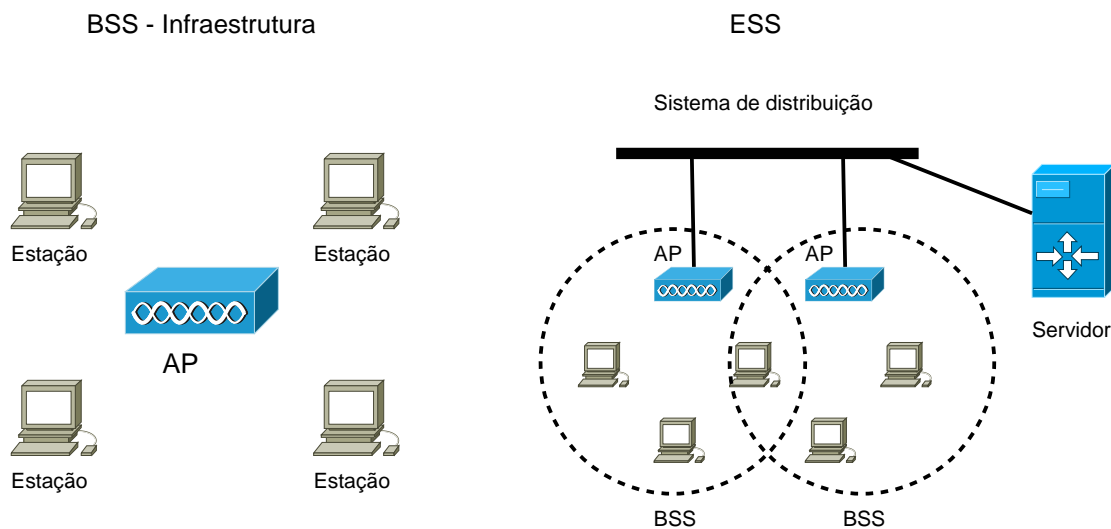 BSS - Infraestrutura
Estação
Estação
AP
Estação
Estação
ESS
Sistema de distribuição
AP
AP
Servidor
BSS
BSS